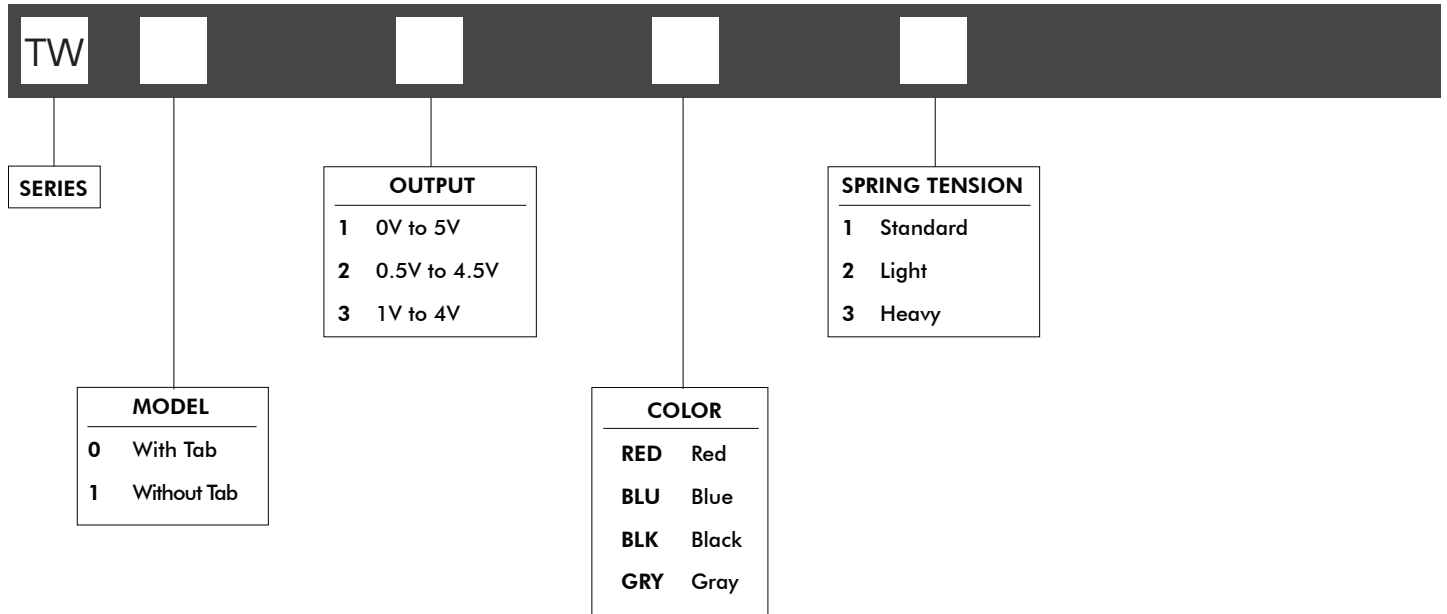 TW
SERIES
MODEL
0 With Tab
1 Without Tab
OUTPUT
1 0V to 5V
2 0.5V to 4.5V
3 1V to 4V
COLOR
RED Red
BLU Blue
BLK Black
GRY Gray
SPRING TENSION
1 Standard
2 Light
3 Heavy